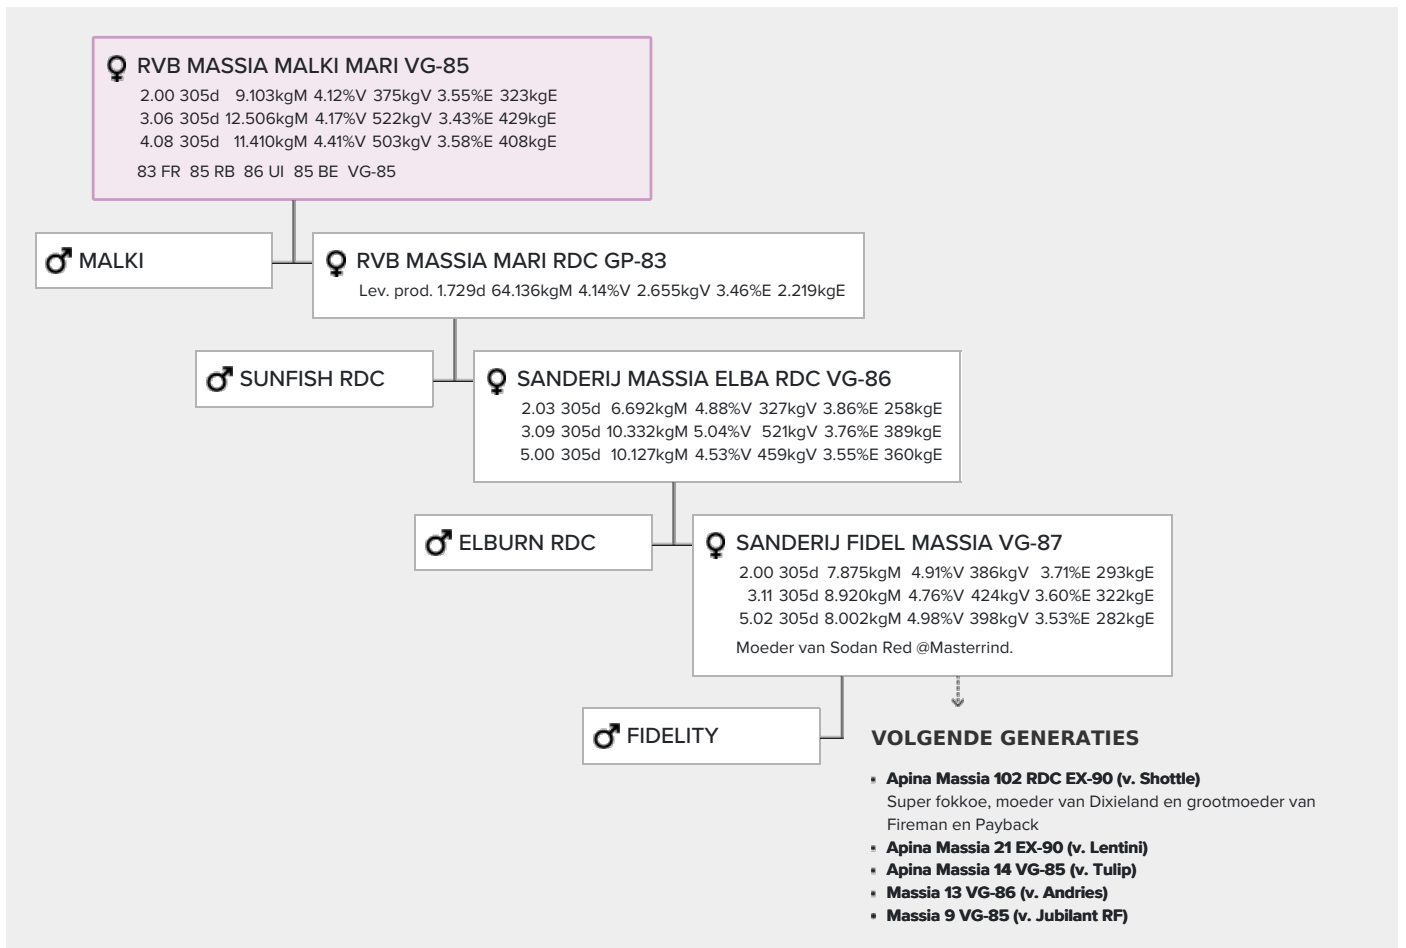 RVB MASSIA MALKI MARI VG-85
2.00 305d 9.103kgM 4.12%V 375kgV 3.55%E 323kgE
3.06 305d 12.506kgM 4.17%V 522kgV 3.43%E 429kgE
4.08 305d 11.410kgM 4.41%V 503kgV 3.58%E 408kgE
83 FR 85 RB 86 UI 85 BE VG-85
MALKI
RVB MASSIA MARI RDC GP-83
Lev. prod. 1.729d 64.136kgM 4.14%V 2.655kgV 3.46%E 2.219kgE
SUNFISH RDC
SANDERIJ MASSIA ELBA RDC VG-86
2.03 305d 6.692kgM 4.88%V 327kgV 3.86%E 258kgE
3.09 305d 10.332kgM 5.04%V 521kgV 3.76%E 389kgE
5.00 305d 10.127kgM 4.53%V 459kgV 3.55%E 360kgE
ELBURN RDC
SANDERIJ FIDEL MASSIA VG-87
2.00 305d 7.875kgM 4.91%V 386kgV 3.71%E 293kgE
3.11 305d 8.920kgM 4.76%V 424kgV 3.60%E 322kgE
5.02 305d 8.002kgM 4.98%V 398kgV 3.53%E 282kgE
Moeder van Sodan Red @Masterrind.
FIDELITY
VOLGENDE GENERATIES
▪ Apina Massia 102 RDC EX-90 (v. Shottle)
Super fokkoe, moeder van Dixieland en grootmoeder van
Fireman en Payback
▪ Apina Massia 21 EX-90 (v. Lentini)
▪ Apina Massia 14 VG-85 (v. Tulip)
▪ Massia 13 VG-86 (v. Andries)
▪ Massia 9 VG-85 (v. Jubilant RF)